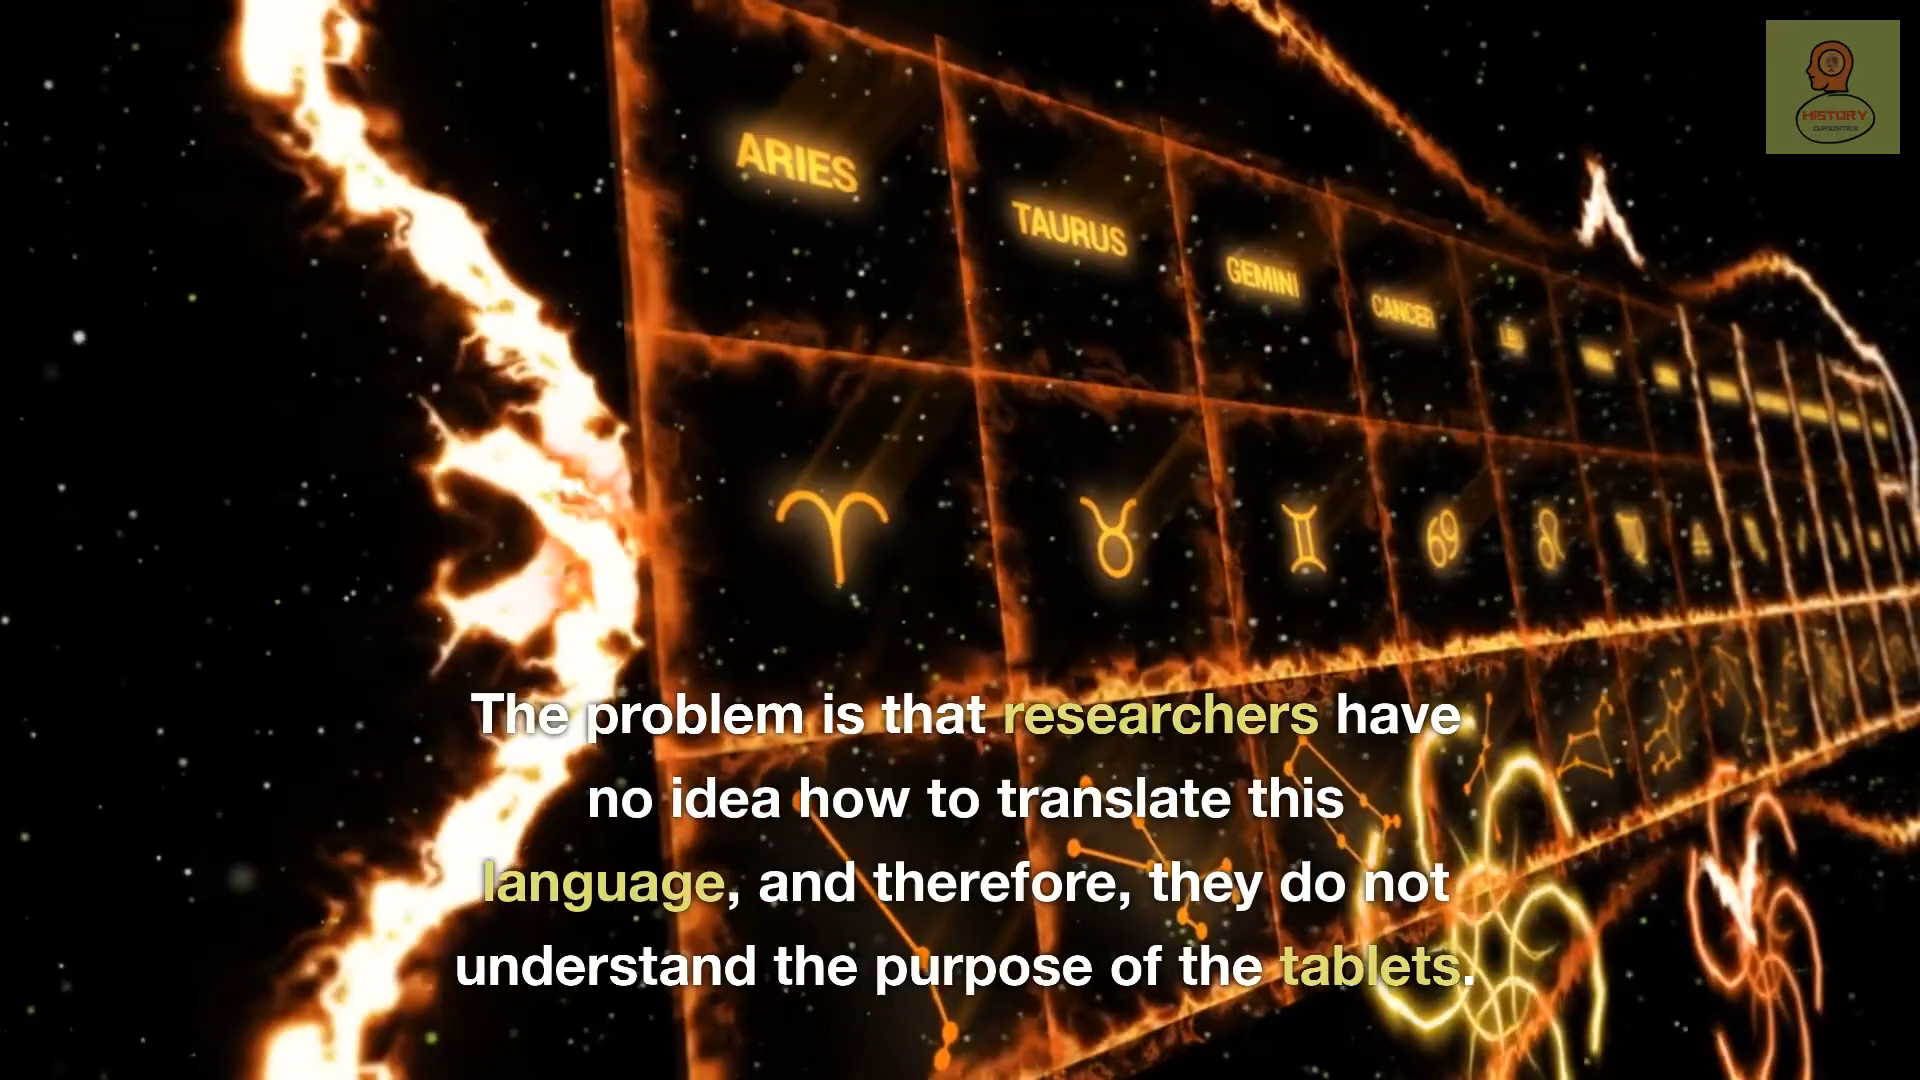 HISTORY
CURIOSITIES
ARIES
TAURUS
GEMINI
CANCER
The problem is that researchers have
no idea how to translate this
language, and therefore, they do not
understand the purpose of the tablets.